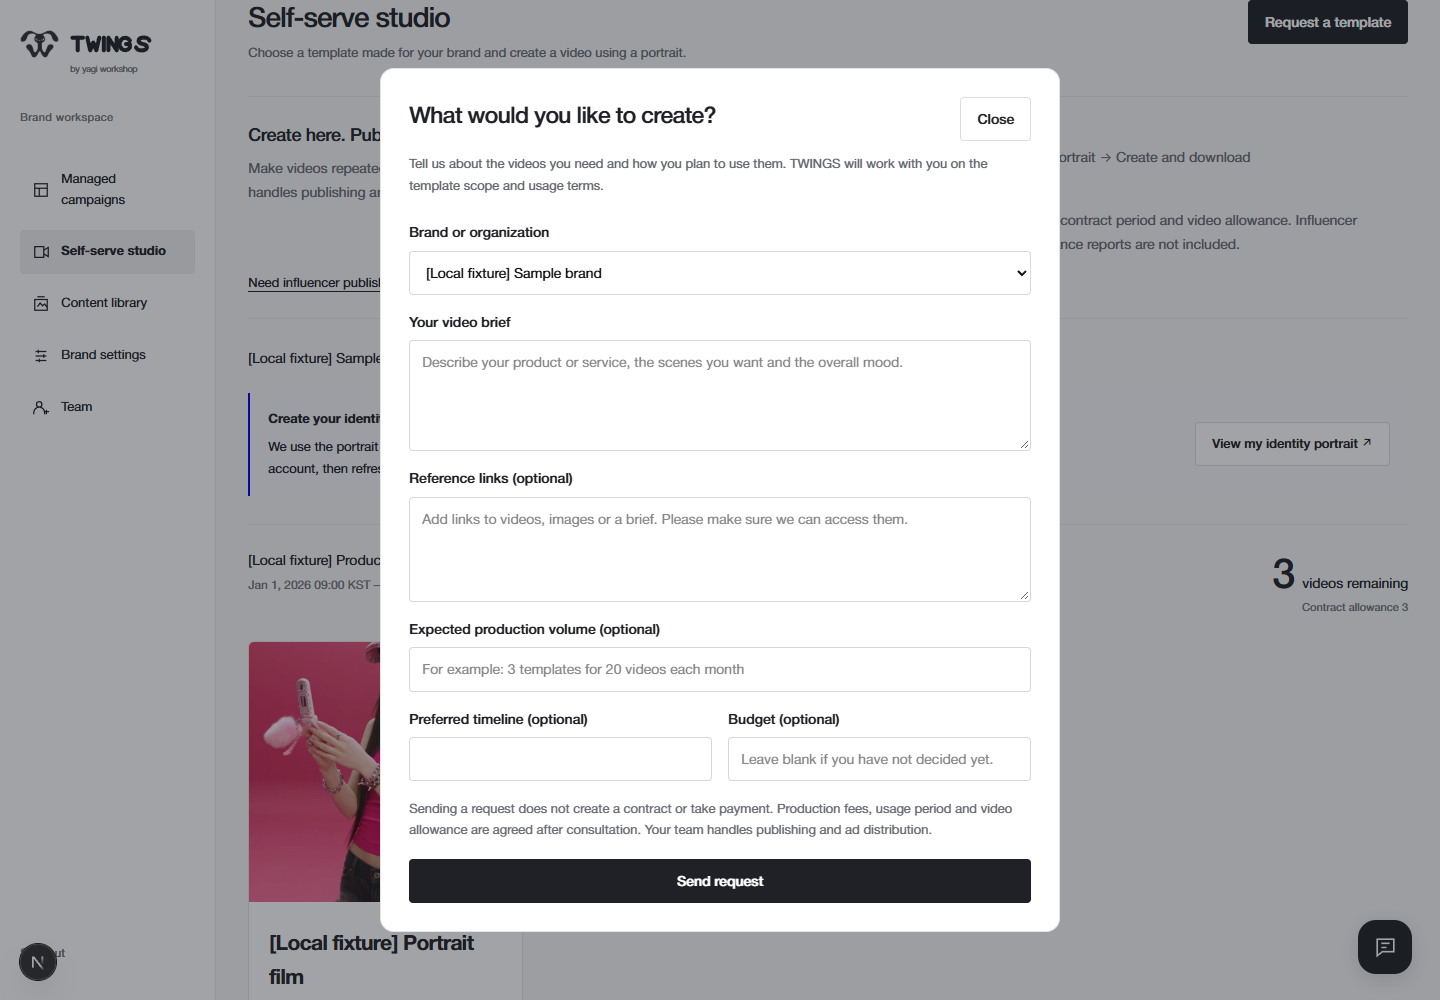 TWINGS
by yagi workshop
Brand workspace
Managed
campaigns
Self-serve studio
Content library
Brand settings
Team
Self-serve studio
Choose a template made for your brand and create a video using a portrait.
Request a template
Create here. Pub
Make videos repeate
handles publishing a
ortrait → Create and download
contract period and video allowance. Influencer
nce reports are not included.
Need influencer publis
[Local fixture] Sample
Create your identi
We use the portrait
account, then refres
View my identity portrait ↗
[Local fixture] Produc
Jan 1, 2026 09:00 KST –
3 videos remaining
Contract allowance 3
[Local fixture] Portrait
film
What would you like to create?
Close
Tell us about the videos you need and how you plan to use them. TWINGS will work with you on the
template scope and usage terms.
Brand or organization
[Local fixture] Sample brand
Your video brief
Describe your product or service, the scenes you want and the overall mood.
Reference links (optional)
Add links to videos, images or a brief. Please make sure we can access them.
Expected production volume (optional)
For example: 3 templates for 20 videos each month
Preferred timeline (optional)
Budget (optional)
Leave blank if you have not decided yet.
Sending a request does not create a contract or take payment. Production fees, usage period and video
allowance are agreed after consultation. Your team handles publishing and ad distribution.
Send request
N
ut